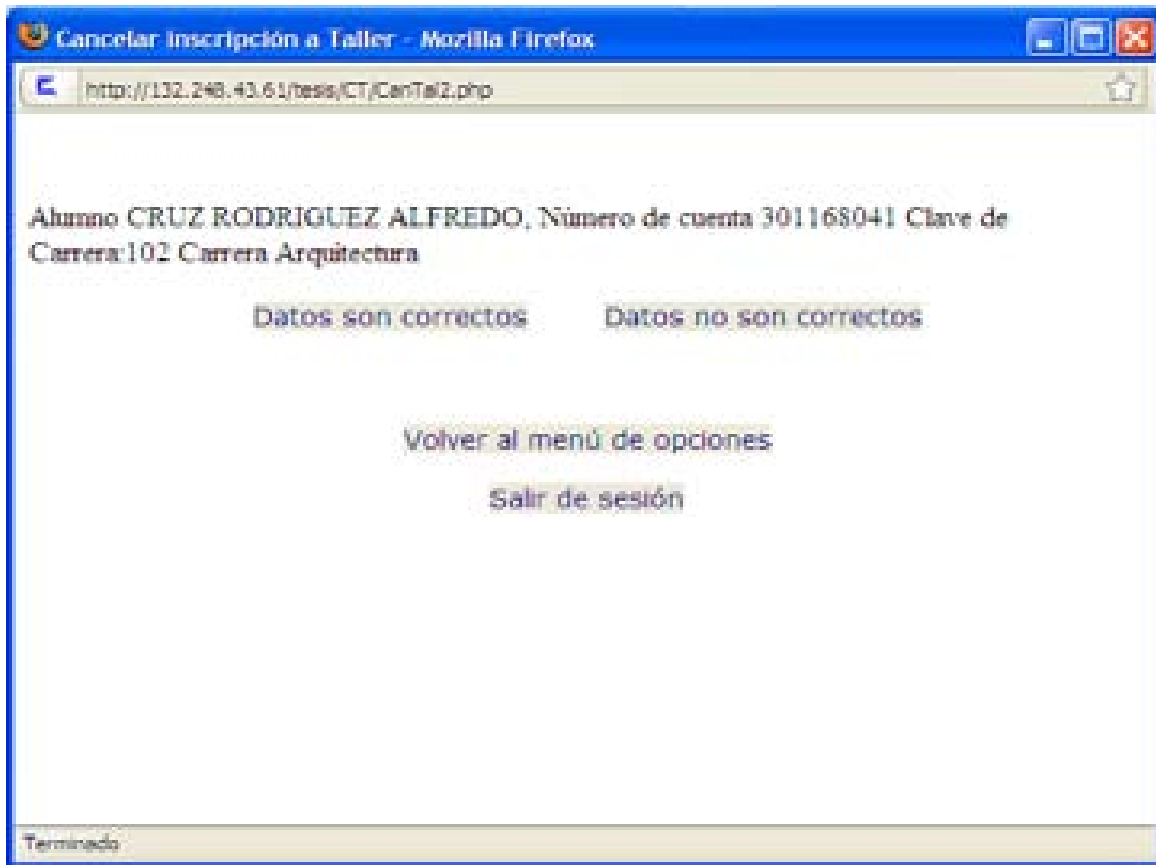 Cancelar inscripción a Taller - Mozilla Firefox
http://132.248.43.61/tesis/CT/CanTal2.php
Alumno CRUZ RODRIGUEZ ALFREDO, Número de cuenta 301168041 Clave de
Carrera:102 Carrera Arquitectura
Datos son correctos Datos no son correctos
Volver al menú de opciones
Salir de sesión
Terminado